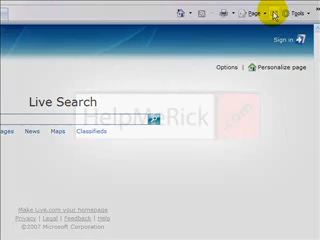 Page
Tools
Sign in
Options | Personalize page
Live Search
HelpMeRick .com
ages News Maps Classifieds
Make Live.com your homepage
Privacy | Legal | Feedback | Help
©2007 Microsoft Corporation